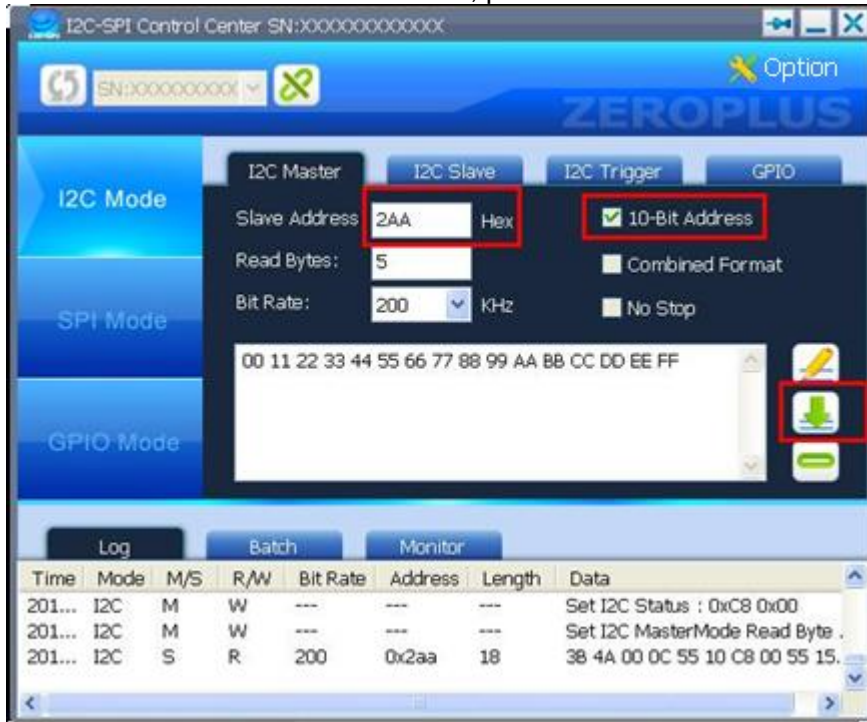 I2C-SPI Control Center SN:XXXXXXXXXXXXX
Option
ZEROPLUS
I2C Mode
SPI Mode
GPIO Mode
I2C Master I2C Slave I2C Trigger GPIO
Slave Address 2AA Hex 10-Bit Address
Read Bytes: 5 Combined Format
Bit Rate: 200 KHz No Stop
00 11 22 33 44 55 66 77 88 99 AA BB CC DD EE FF
Log Batch Monitor
Time Mode M/S R/W Bit Rate Address Length Data
201... I2C M W --- --- --- Set I2C Status : 0xC8 0x00
201... I2C M W --- --- --- Set I2C MasterMode Read Byte .
201... I2C S R 200 0x2aa 18 3B 4A 00 0C 55 10 C8 00 55 15.